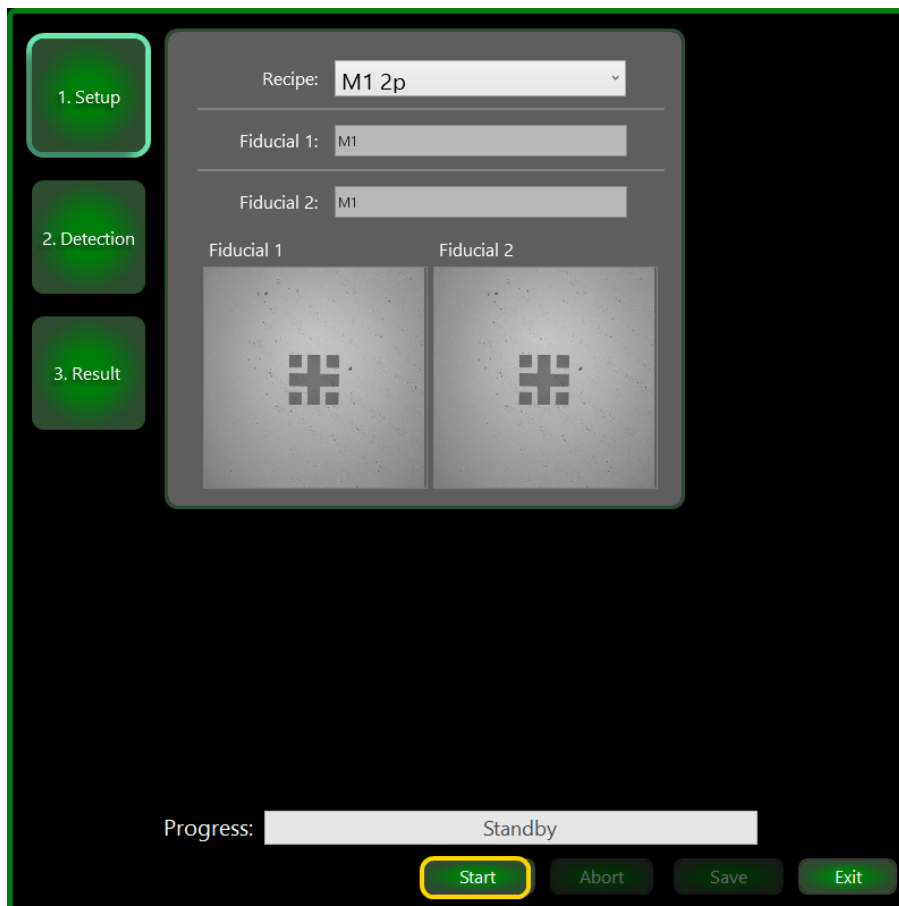 1. Setup
Recipe: M1 2p
Fiducial 1: M1
Fiducial 2: M1
2. Detection
Fiducial 1 Fiducial 2
3. Result
Progress: Standby
Start Abort Save Exit